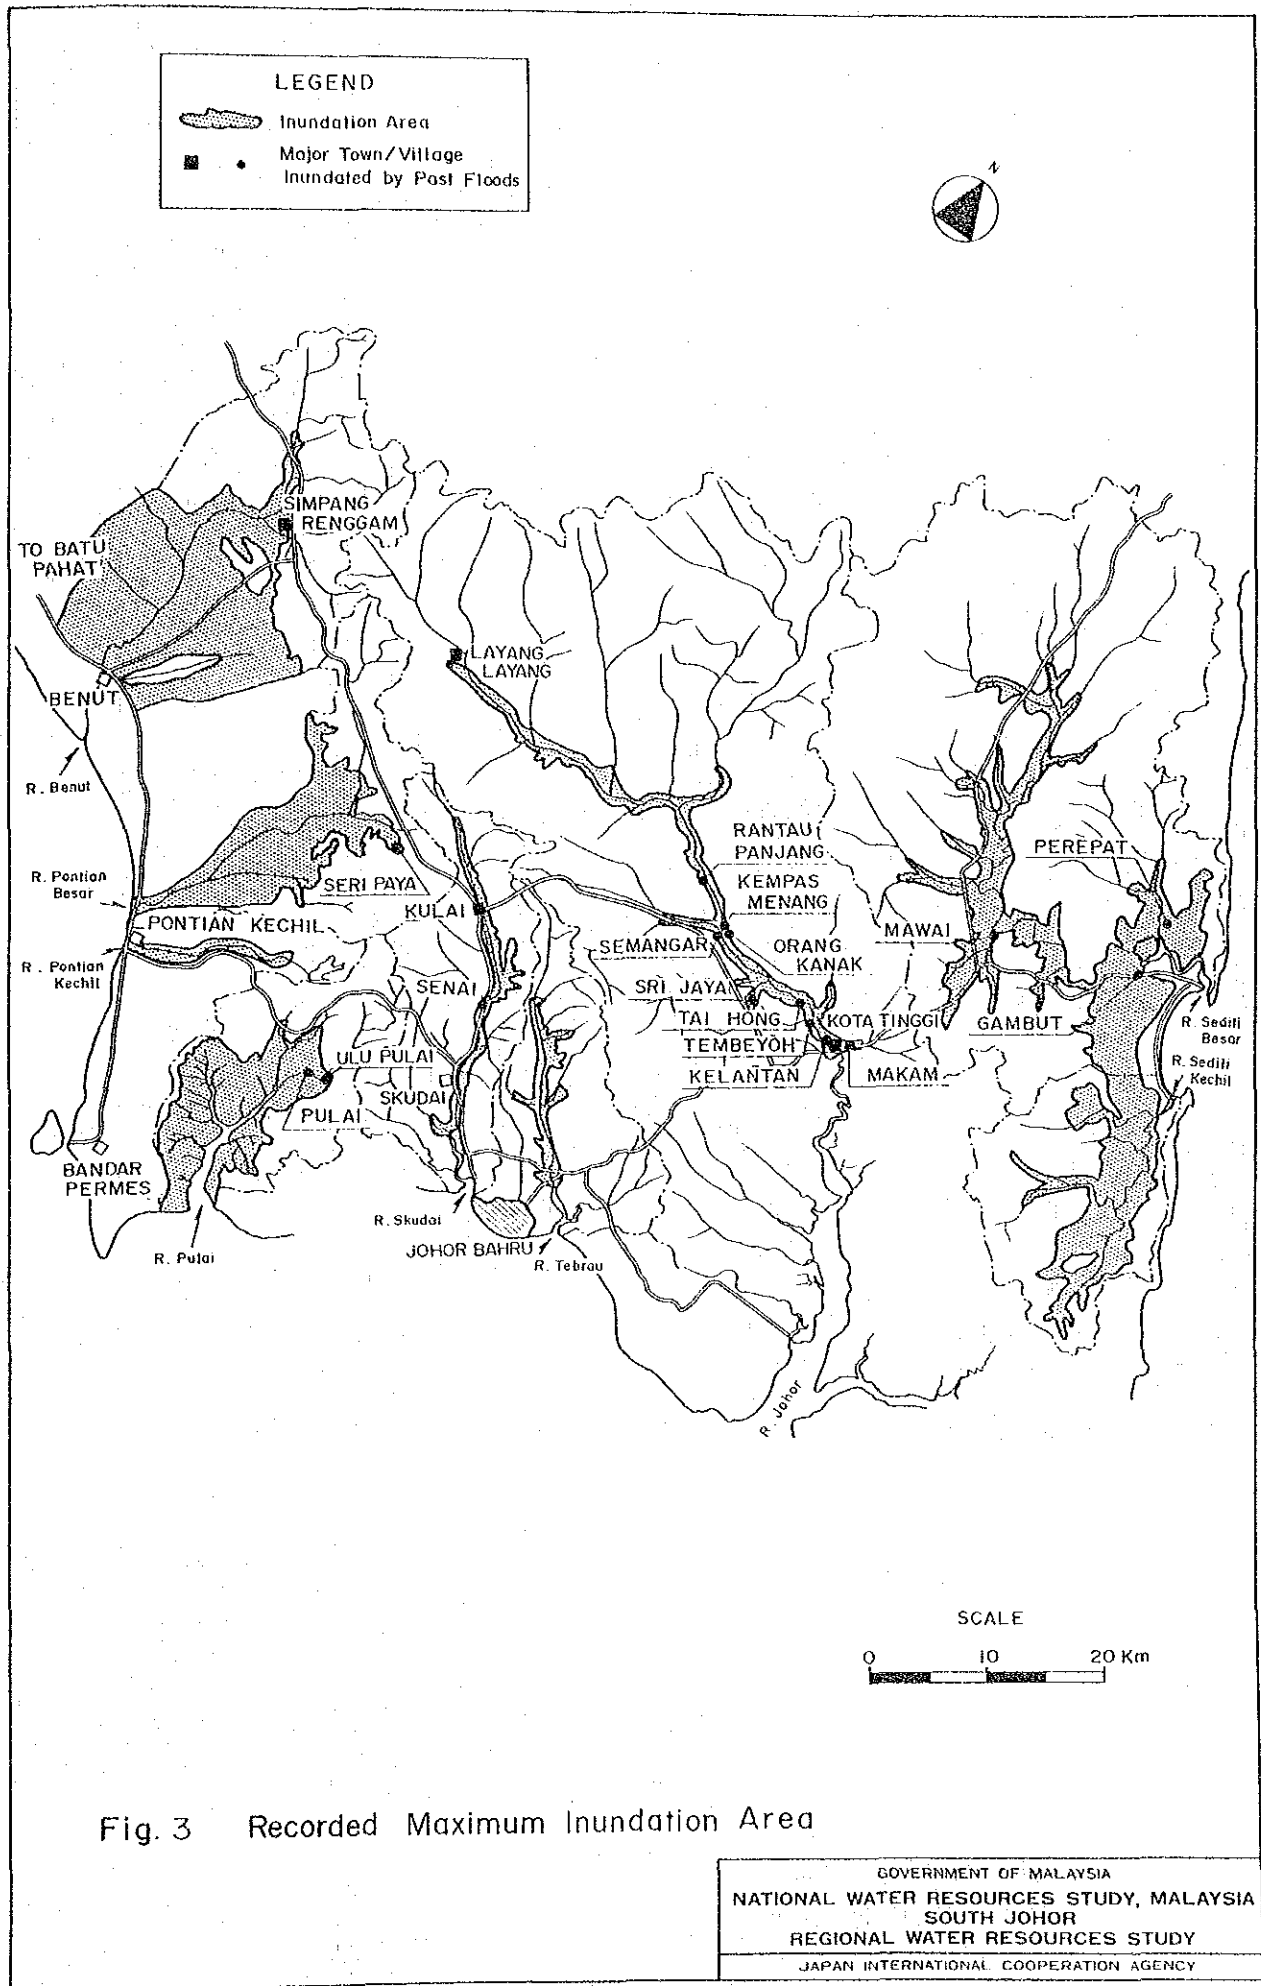 LEGEND
Inundation Area
Major Town/Village
Inundated by Past Floods
N
SIMPANG
RENGGAM
TO BATU
PAHAT
LAYANG
LAYANG
BENUT
R. Benut
RANTAU
PANJANG
PEREPAT
R. Pontian
Besar
SERI PAYA
KEMPAS
MENANG
KULAI
PONTIAN KECHIL
MAWAI
SEMANGAR
ORANG
KANAK
R. Pontian
Kechil
SENAI
SRI JAYA
TAI HONG
KOTA TINGGI
GAMBUT
R. Sedili
Besar
TEMBEYOH
ULU PULAI
KELANTAN
MAKAM
R. Sedili
Kechil
SKUDAI
PULAI
BANDAR
PERMES
R. Skudai
R. Pulai
JOHOR BAHRU
R. Tebrau
R. Johor
SCALE
0 10 20 Km
Fig. 3 Recorded Maximum Inundation Area
GOVERNMENT OF MALAYSIA
NATIONAL WATER RESOURCES STUDY, MALAYSIA
SOUTH JOHOR
REGIONAL WATER RESOURCES STUDY
JAPAN INTERNATIONAL COOPERATION AGENCY